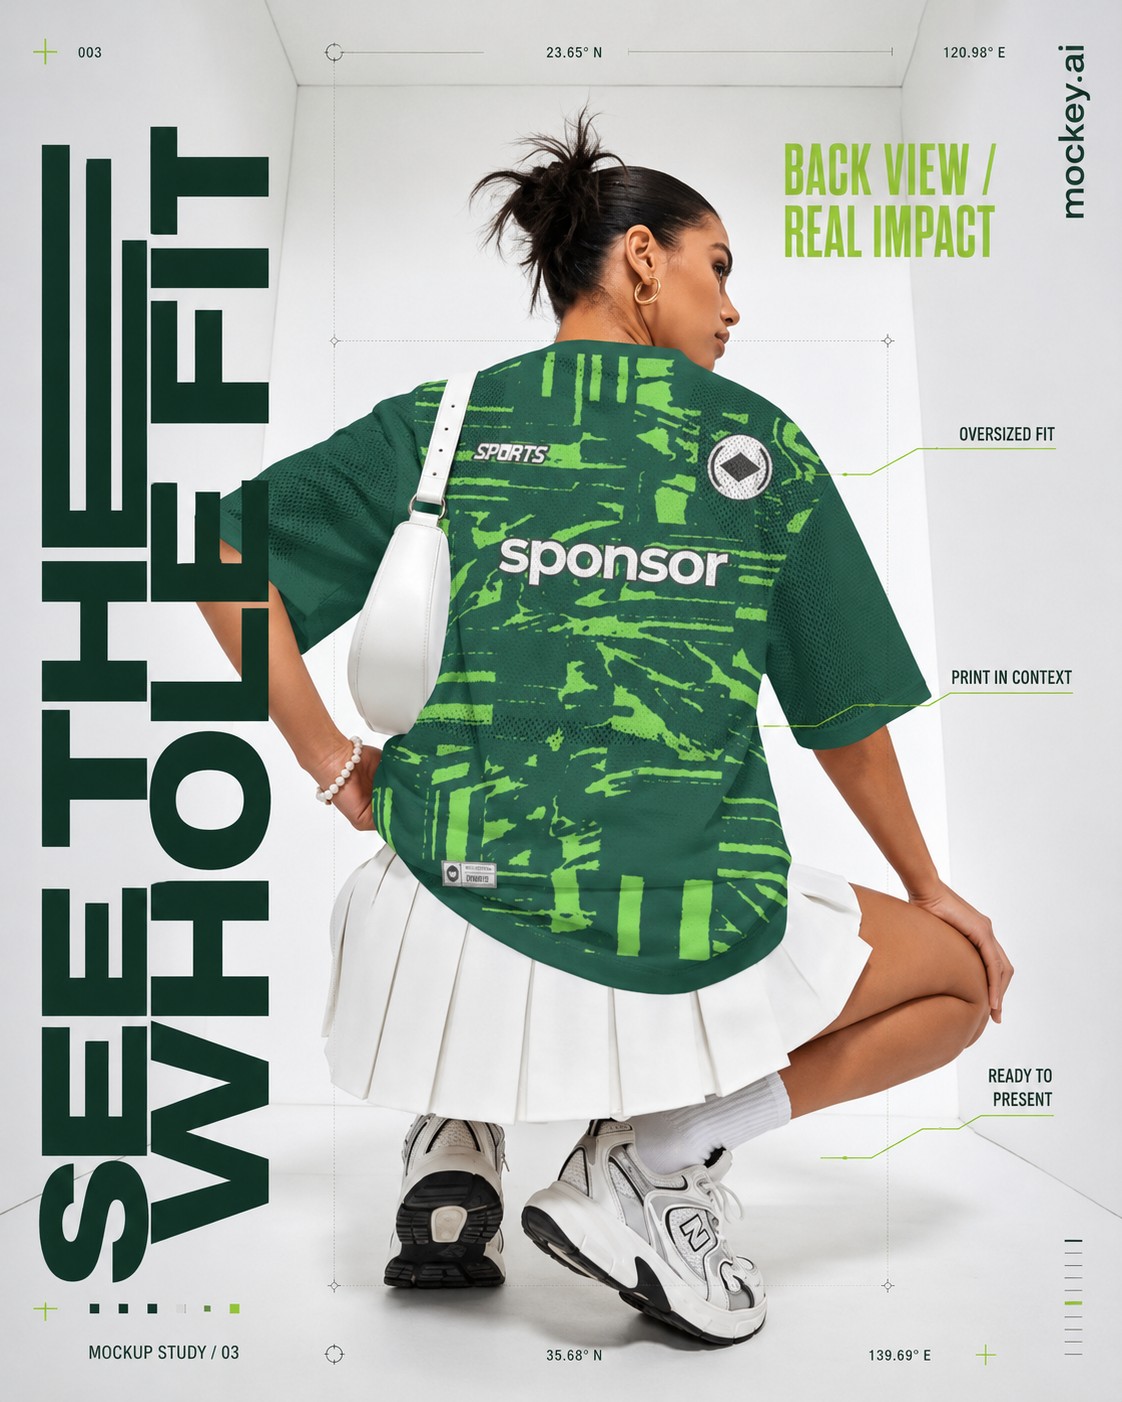 003
23.65° N
120.98° E
mockey.ai
SEE THE
WHOLE FIT
BACK VIEW /
REAL IMPACT
OVERSIZED FIT
SPORTS
sponsor
PRINT IN CONTEXT
READY TO
PRESENT
N
MOCKUP STUDY / 03
35.68° N
139.69° E